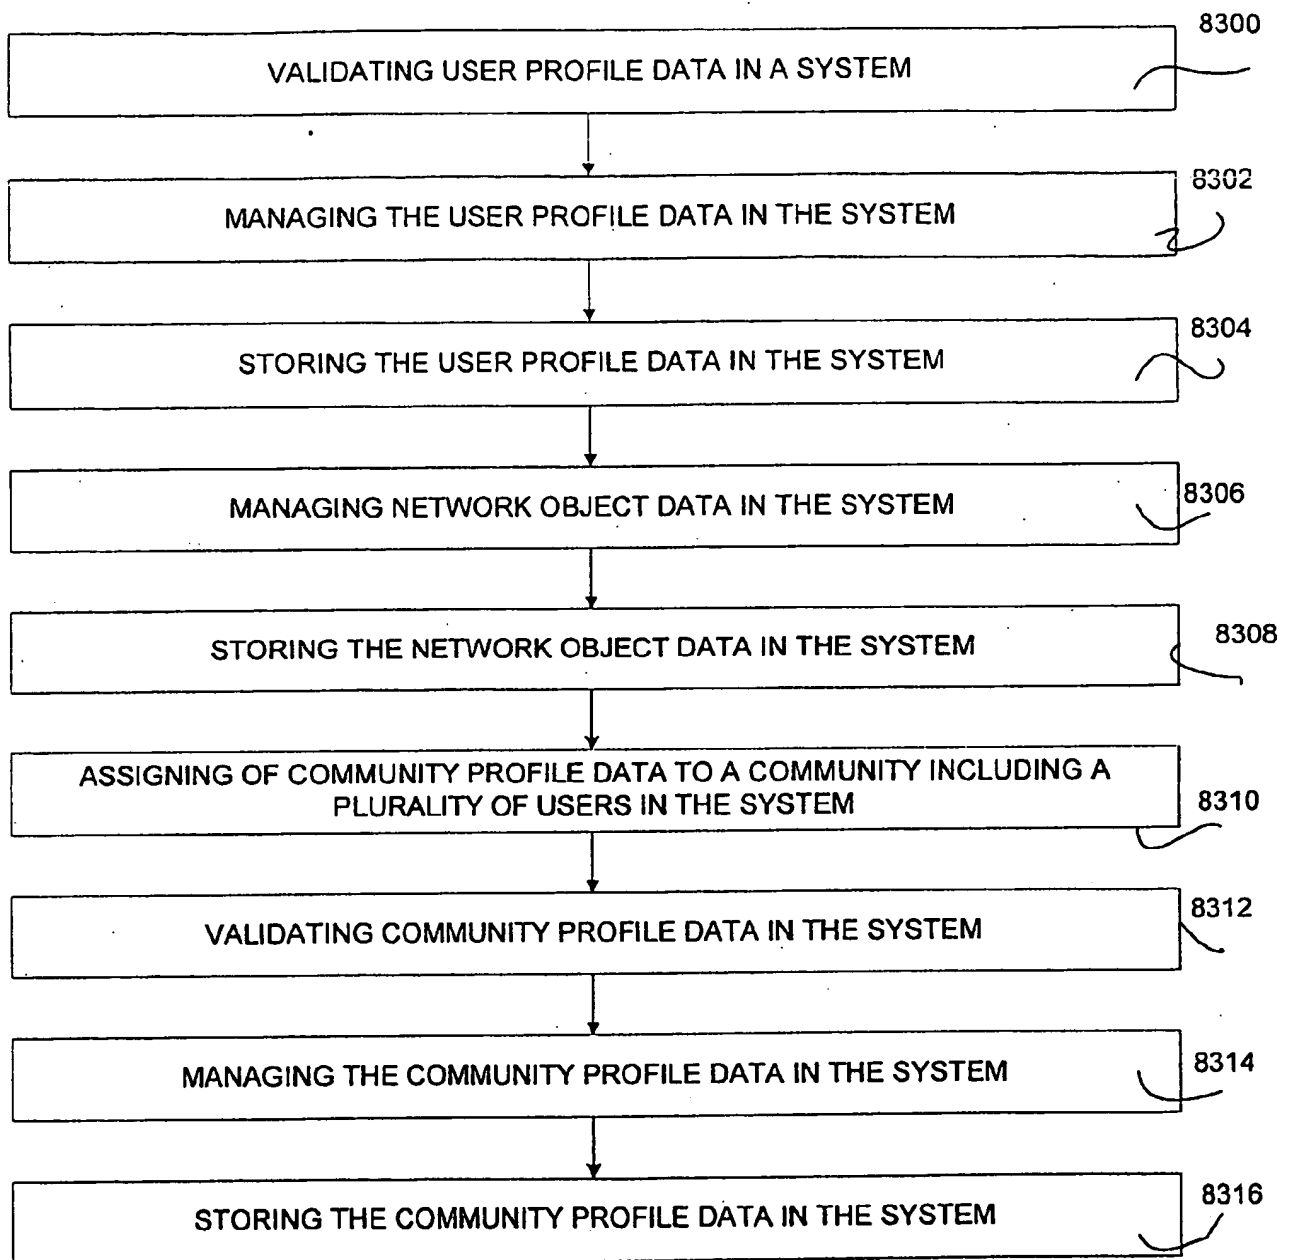 8300
VALIDATING USER PROFILE DATA IN A SYSTEM
8302
MANAGING THE USER PROFILE DATA IN THE SYSTEM
8304
STORING THE USER PROFILE DATA IN THE SYSTEM
8306
MANAGING NETWORK OBJECT DATA IN THE SYSTEM
8308
STORING THE NETWORK OBJECT DATA IN THE SYSTEM
ASSIGNING OF COMMUNITY PROFILE DATA TO A COMMUNITY INCLUDING A
PLURALITY OF USERS IN THE SYSTEM
8310
8312
VALIDATING COMMUNITY PROFILE DATA IN THE SYSTEM
8314
MANAGING THE COMMUNITY PROFILE DATA IN THE SYSTEM
8316
STORING THE COMMUNITY PROFILE DATA IN THE SYSTEM